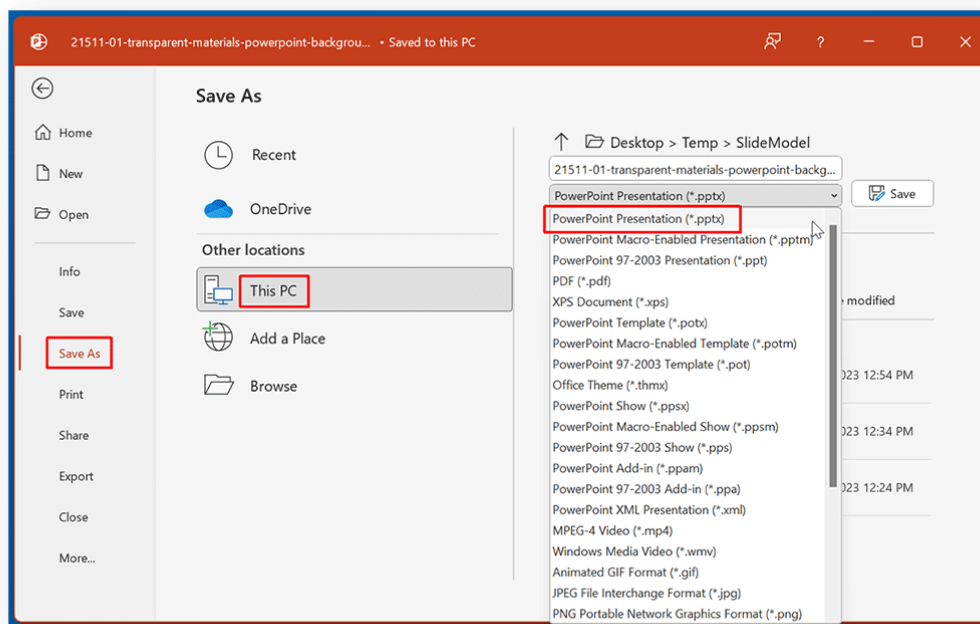 21511-01-transparent-materials-powerpoint-backgrou... • Saved to this PC
?
Home
New
Open
Info
Save
Save As
Print
Share
Export
Close
More...
Save As
Recent
OneDrive
Other locations
This PC
Add a Place
Browse
Desktop > Temp > SlideModel
21511-01-transparent-materials-powerpoint-backg...
PowerPoint Presentation (*.pptx)
Save
PowerPoint Presentation (*.pptx)
PowerPoint Macro-Enabled Presentation (*.pptm)
PowerPoint 97-2003 Presentation (*.ppt)
PDF (*.pdf)
XPS Document (*.xps)
PowerPoint Template (*.potx)
PowerPoint Macro-Enabled Template (*.potm)
PowerPoint 97-2003 Template (*.pot)
Office Theme (*.thmx)
PowerPoint Show (*.ppsx)
PowerPoint Macro-Enabled Show (*.ppsm)
PowerPoint 97-2003 Show (*.pps)
PowerPoint Add-in (*.ppam)
PowerPoint 97-2003 Add-in (*.ppa)
PowerPoint XML Presentation (*.xml)
MPEG-4 Video (*.mp4)
Windows Media Video (*.wmv)
Animated GIF Format (*.gif)
JPEG File Interchange Format (*.jpg)
PNG Portable Network Graphics Format (*.png)
modified
023 12:54 PM
023 12:34 PM
023 12:24 PM